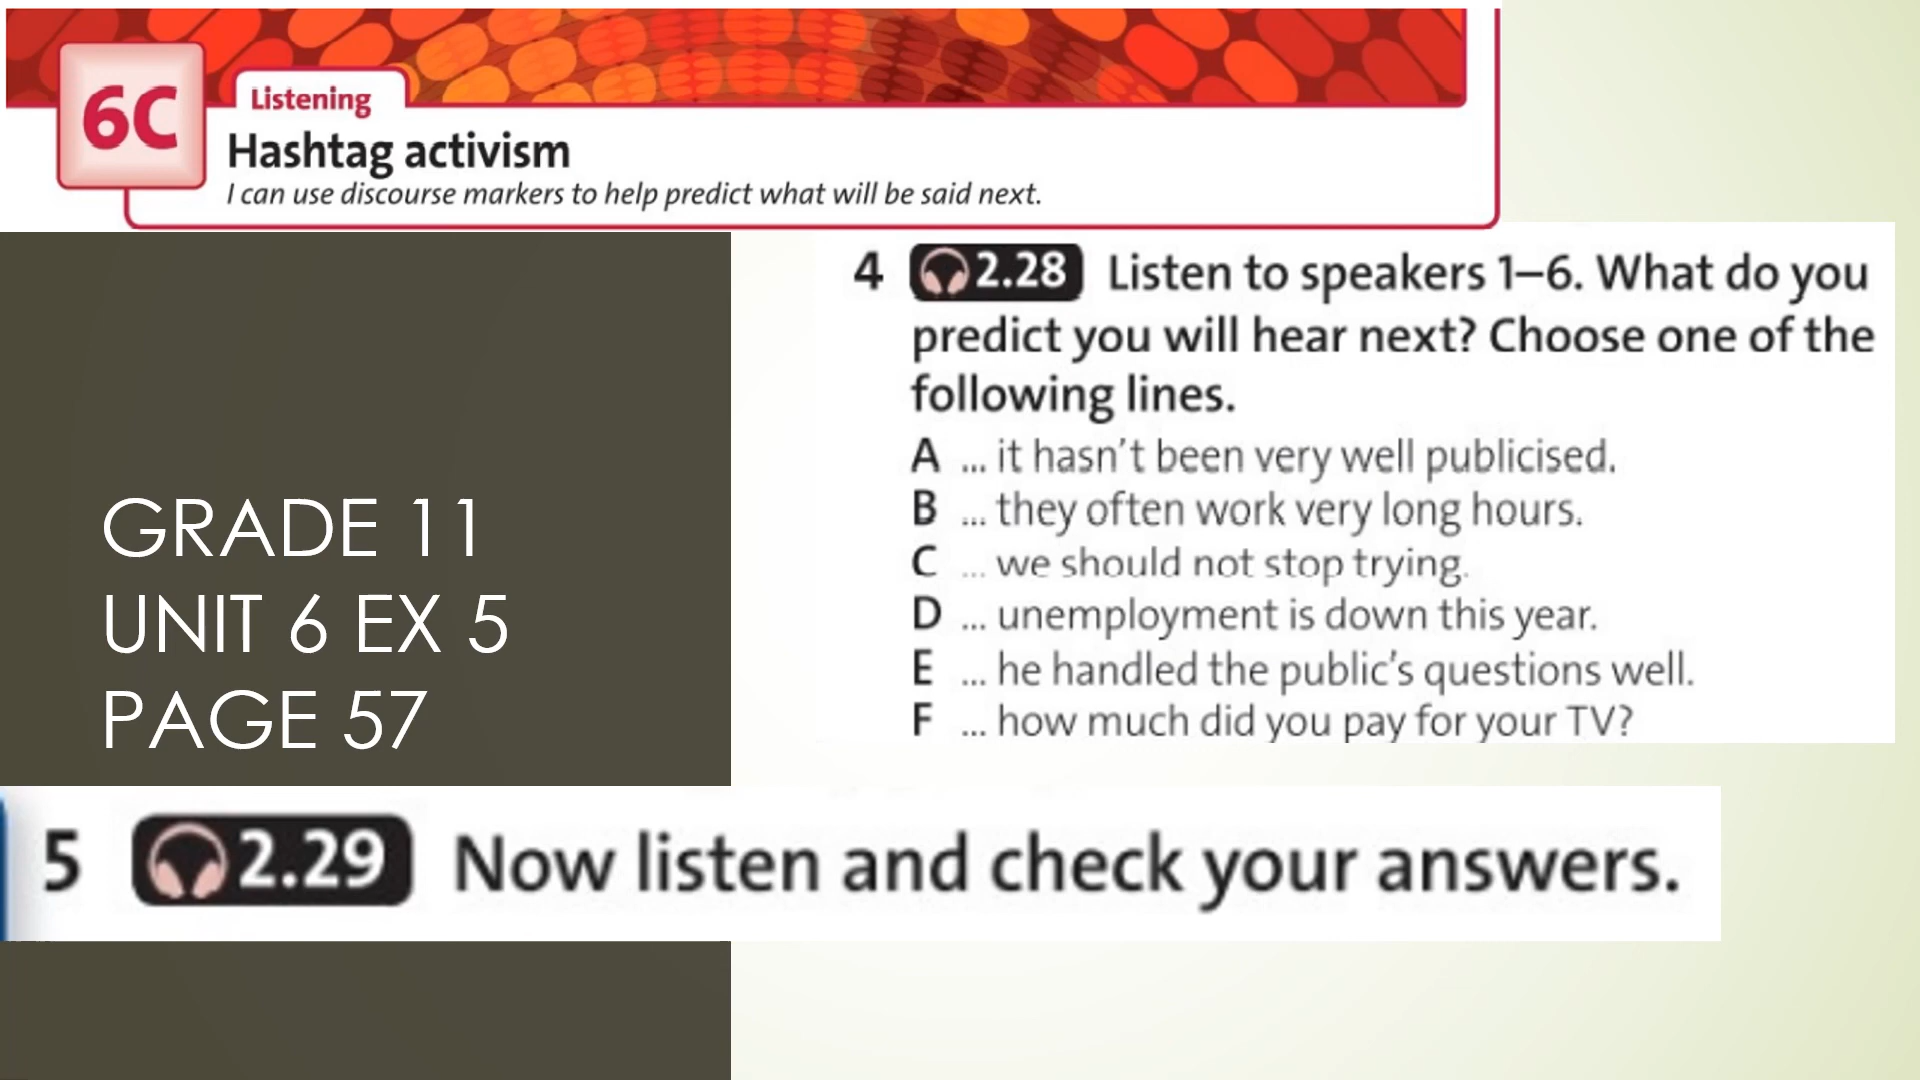 6C
Listening
Hashtag activism
I can use discourse markers to help predict what will be said next.
4 2.28 Listen to speakers 1–6. What do you
predict you will hear next? Choose one of the
following lines.
A ... it hasn't been very well publicised.
B ... they often work very long hours.
C ... we should not stop trying.
D ... unemployment is down this year.
E ... he handled the public's questions well.
F ... how much did you pay for your TV?
GRADE 11
UNIT 6 EX 5
PAGE 57
5 2.29 Now listen and check your answers.